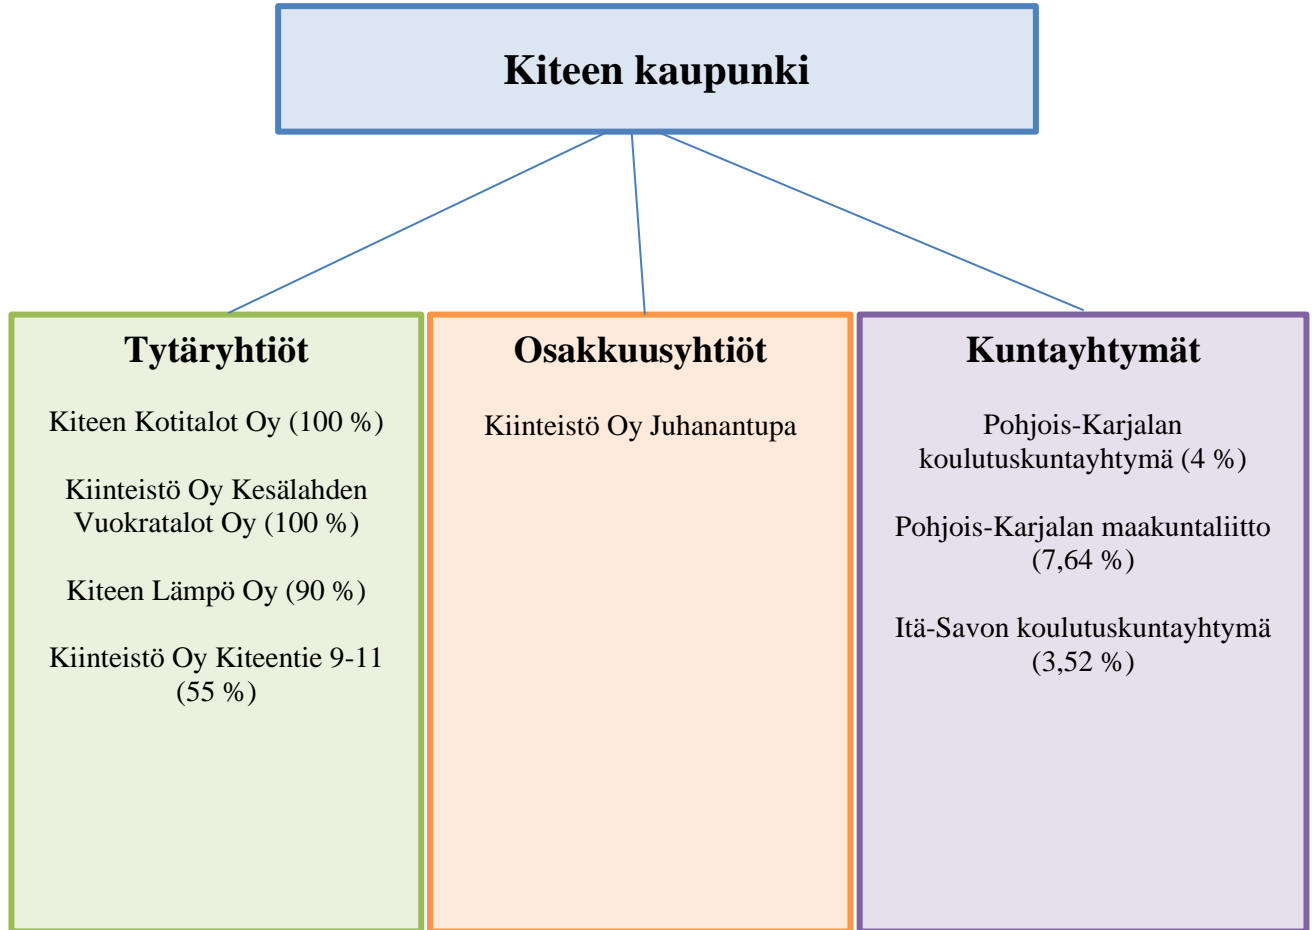 Kiteen kaupunki
Tytäryhtiöt
Kiteen Kotitalot Oy (100 %)
Kiinteistö Oy Kesälahden
Vuokratalot Oy (100 %)
Kiteen Lämpö Oy (90 %)
Kiinteistö Oy Kiteentie 9-11
(55 %)
Osakkuusyhtiöt
Kiinteistö Oy Juhanantupa
Kuntayhtymät
Pohjois-Karjalan
koulutuskuntayhtymä (4 %)
Pohjois-Karjalan maakuntaliitto
(7,64 %)
Itä-Savon koulutuskuntayhtymä
(3,52 %)